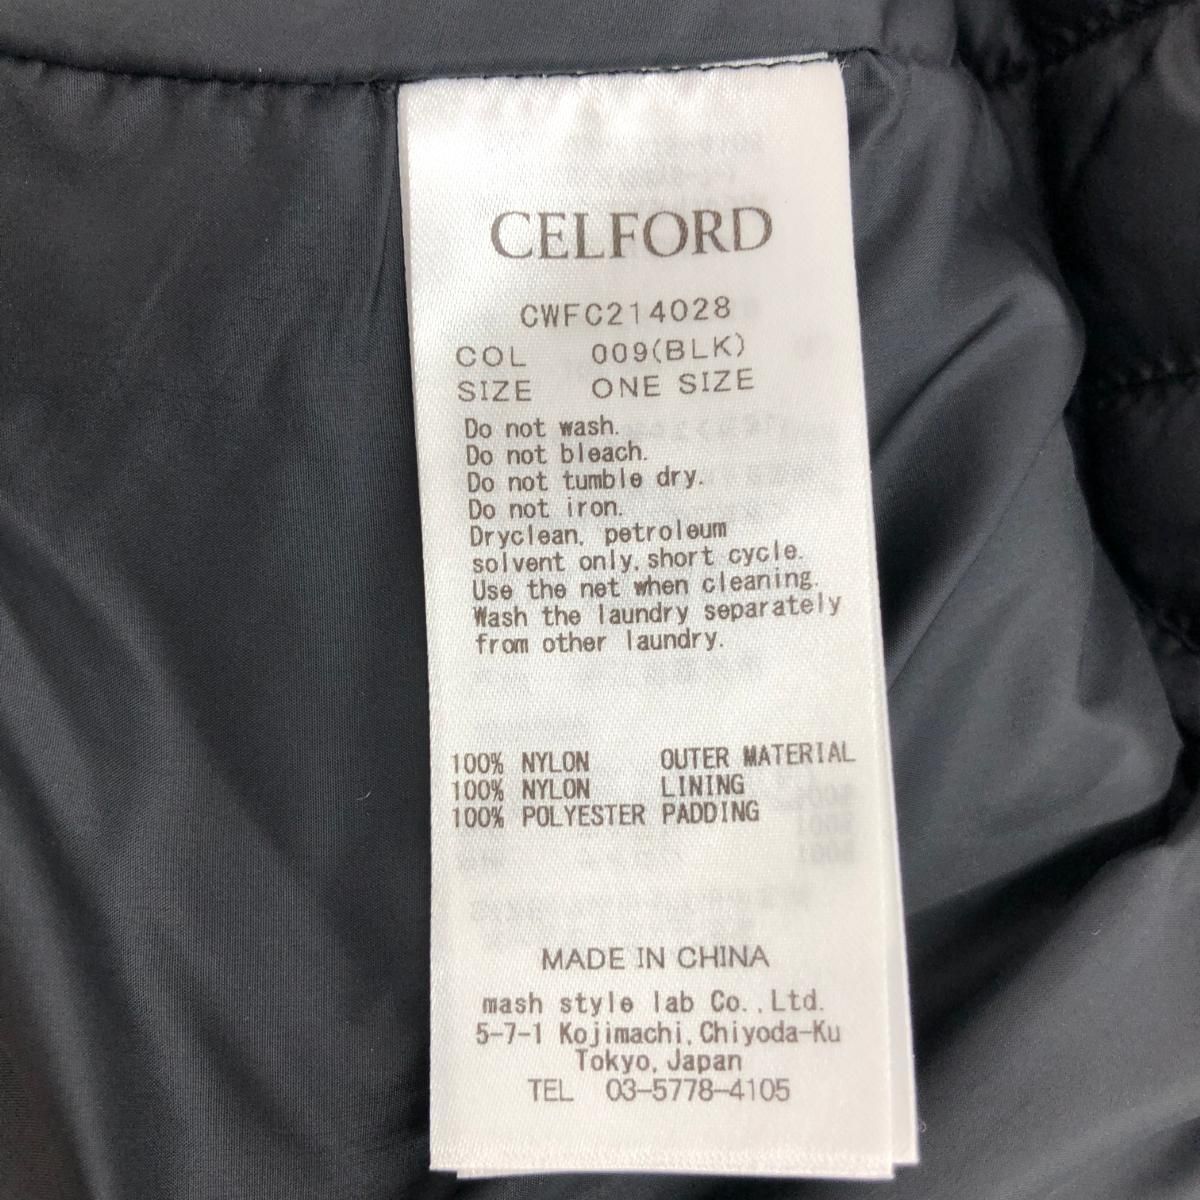 CELFORD
CWFC214028
COL 009(BLK)
SIZE ONE SIZE
Do not wash.
Do not bleach.
Do not tumble dry.
Do not iron.
Dryclean, petroleum
solvent only, short cycle.
Use the net when cleaning.
Wash the laundry separately
from other laundry.
100% NYLON OUTER MATERIAL
100% NYLON LINING
100% POLYESTER PADDING
MADE IN CHINA
mash style lab Co.,Ltd.
5-7-1 Kojimachi, Chiyoda-Ku
Tokyo, Japan
TEL 03-5778-4105